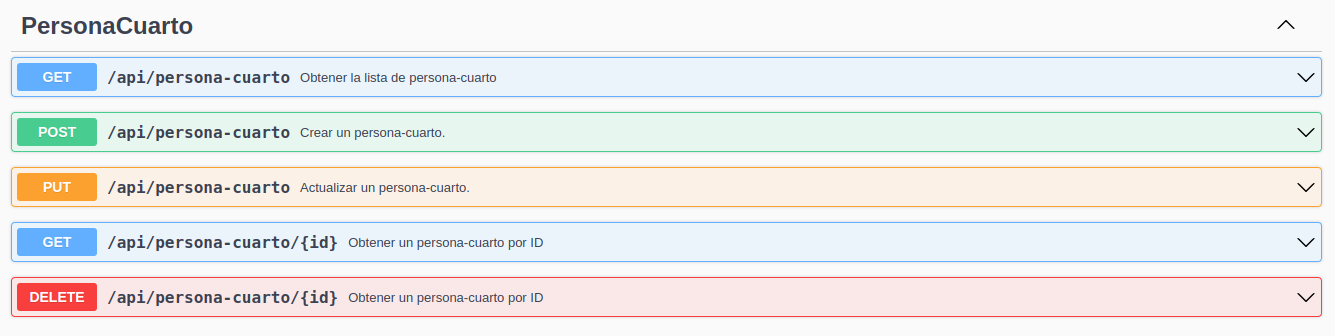 PersonaCuarto
GET /api/persona-cuarto Obtener la lista de persona-cuarto
POST /api/persona-cuarto Crear un persona-cuarto.
PUT /api/persona-cuarto Actualizar un persona-cuarto.
GET /api/persona-cuarto/{id} Obtener un persona-cuarto por ID
DELETE /api/persona-cuarto/{id} Obtener un persona-cuarto por ID